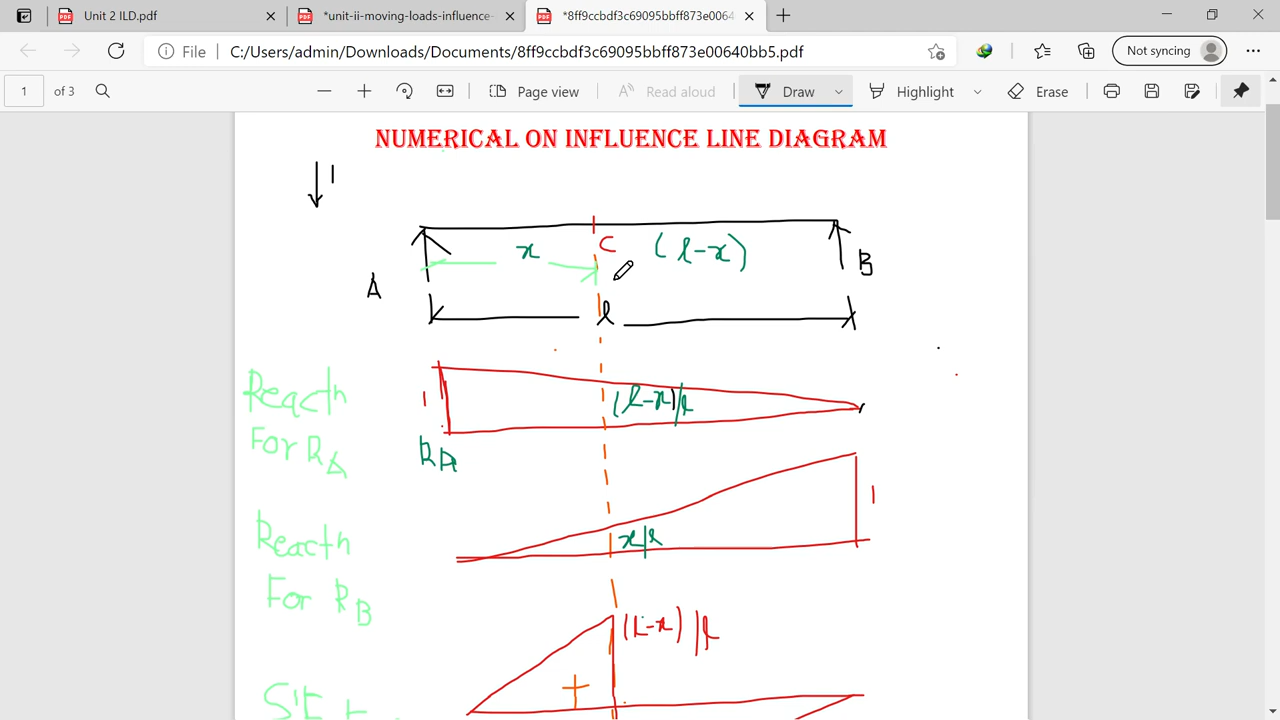 Unit 2 ILD.pdf
*unit-ii-moving-loads-influence-
*8ff9ccbdf3c69095bbff873e0064
File
C:/Users/admin/Downloads/Documents/8ff9ccbdf3c69095bbff873e00640bb5.pdf
Not syncing
1 of 3
Page view
Read aloud
Draw
Highlight
Erase
NUMERICAL ON INFLUENCE LINE DIAGRAM
1
x
C
(l-x)
A
B
l
Reactn
For RA
1
(l-x)/l
RA
Reactn
For RB
1
x/l
(l-x)/l
+